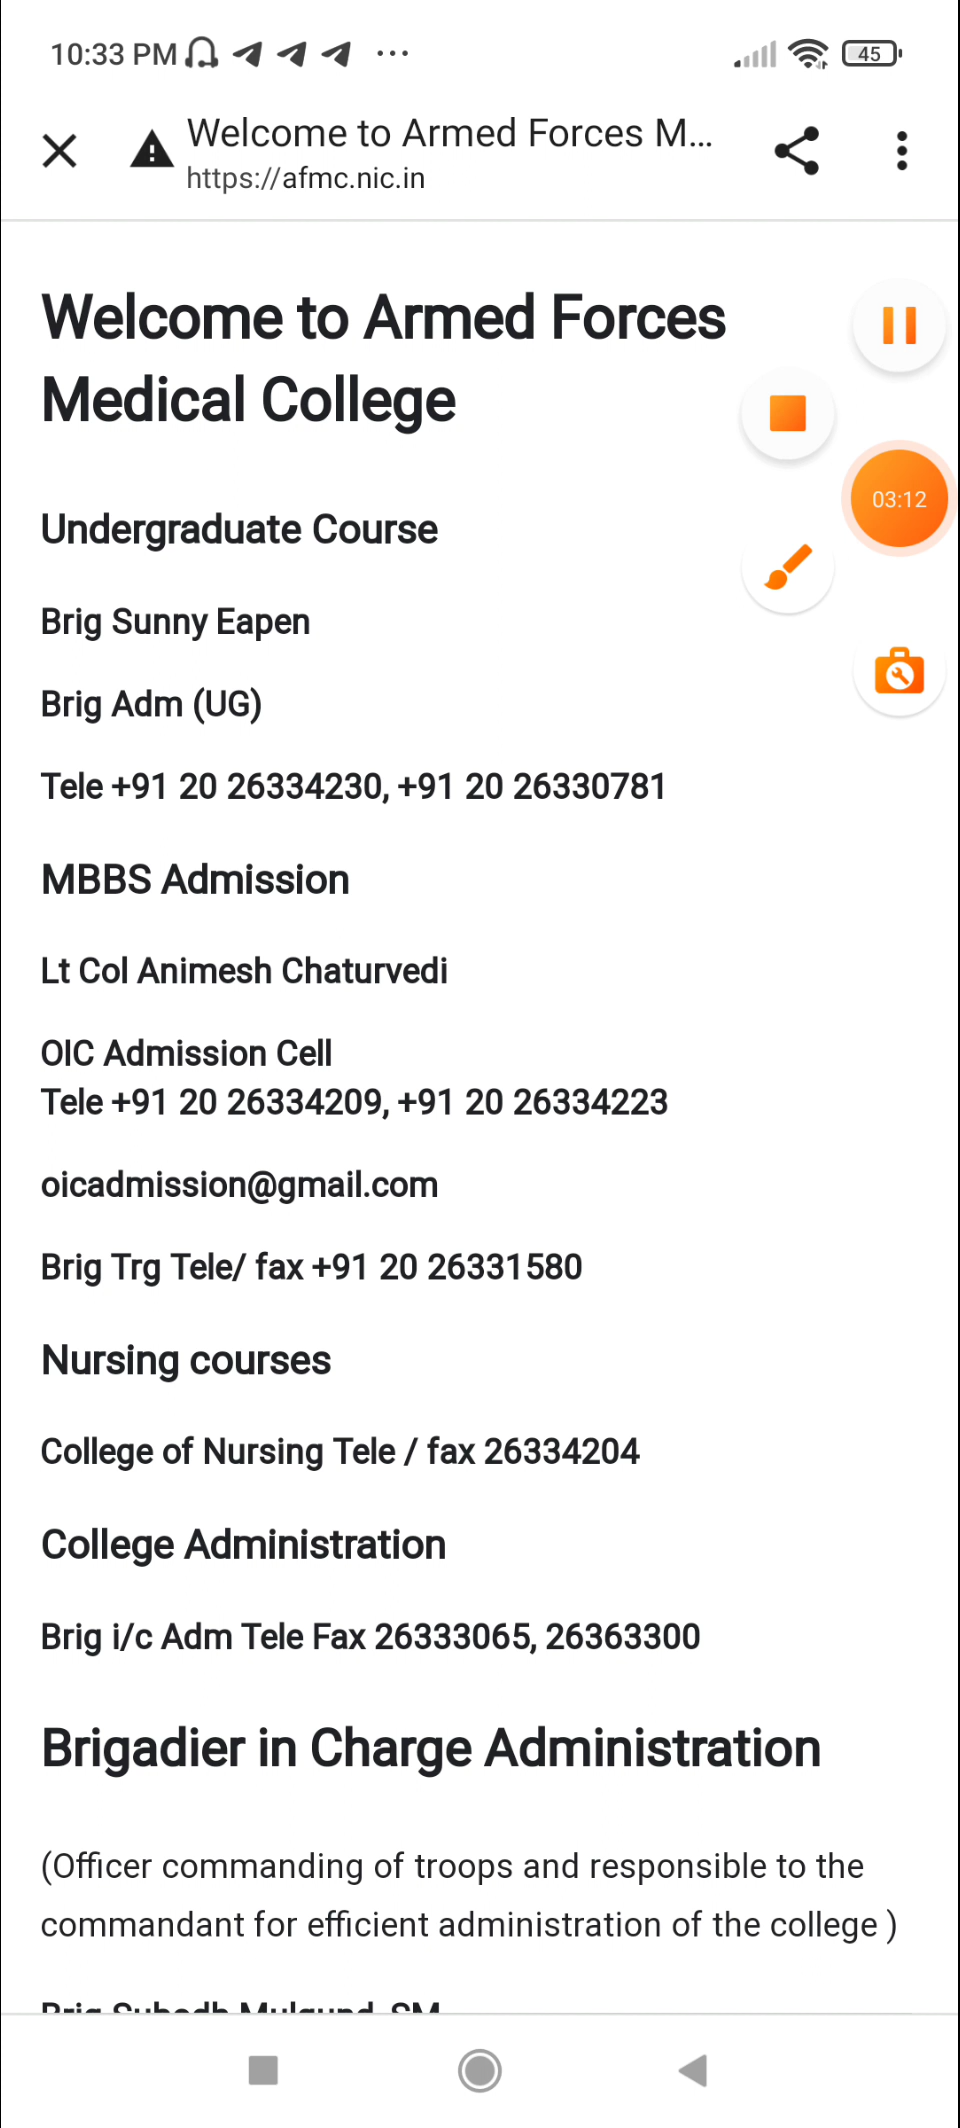 10:33 PM
45
Welcome to Armed Forces M...
https://afmc.nic.in
Welcome to Armed Forces
Medical College
03:12
Undergraduate Course
Brig Sunny Eapen
Brig Adm (UG)
Tele +91 20 26334230, +91 20 26330781
MBBS Admission
Lt Col Animesh Chaturvedi
OIC Admission Cell
Tele +91 20 26334209, +91 20 26334223
oicadmission@gmail.com
Brig Trg Tele/ fax +91 20 26331580
Nursing courses
College of Nursing Tele / fax 26334204
College Administration
Brig i/c Adm Tele Fax 26333065, 26363300
Brigadier in Charge Administration
(Officer commanding of troops and responsible to the
commandant for efficient administration of the college )
Brig Subodh Mulgund, SM